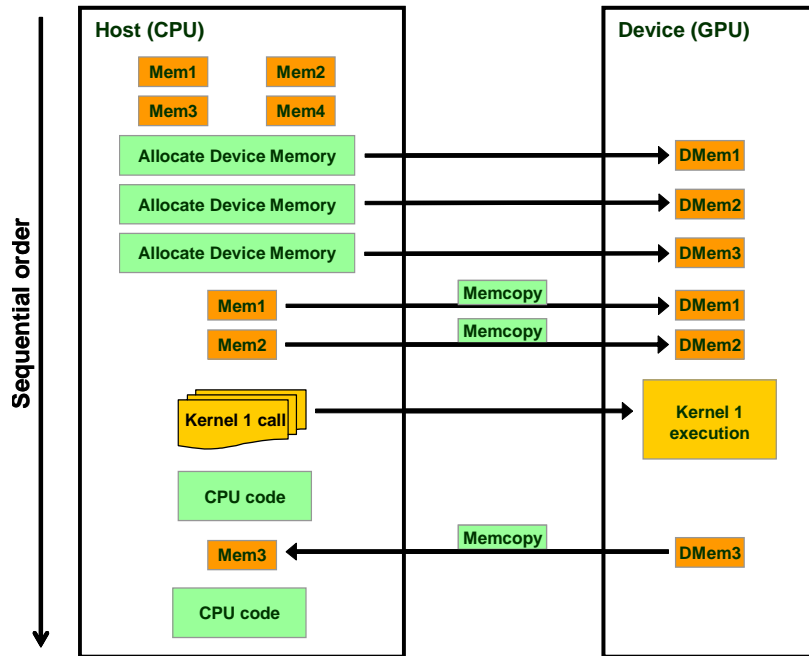 Host (CPU)
Device (GPU)
Mem1
Mem2
Mem3
Mem4
Allocate Device Memory
DMem1
Allocate Device Memory
DMem2
Allocate Device Memory
DMem3
Mem1
Memcopy
DMem1
Mem2
Memcopy
DMem2
Sequential order
Kernel 1 call
Kernel 1
execution
CPU code
Mem3
Memcopy
DMem3
CPU code